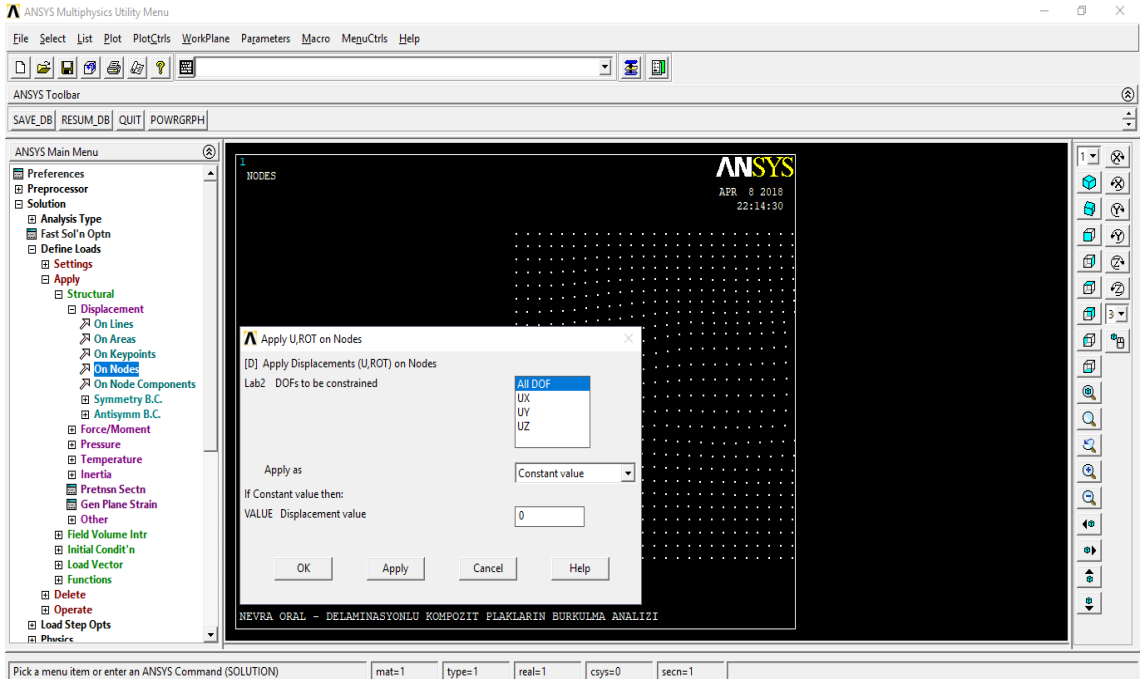 ANSYS Multiphysics Utility Menu
File Select List Plot PlotCtrls WorkPlane Parameters Macro MenuCtrls Help
ANSYS Toolbar
SAVE_DB RESUM_DB QUIT POWRGRPH
ANSYS Main Menu
Preferences
Preprocessor
Solution
Analysis Type
Fast Sol'n Optn
Define Loads
Settings
Apply
Structural
Displacement
On Lines
On Areas
On Keypoints
On Nodes
On Node Components
Symmetry B.C.
Antisymm B.C.
Force/Moment
Pressure
Temperature
Inertia
Pretnsn Sectn
Gen Plane Strain
Other
Field Volume Intr
Initial Condit'n
Load Vector
Functions
Delete
Operate
Load Step Opts
Physics
1
NODES
ANSYS
APR 8 2018
22:14:30
Apply U,ROT on Nodes
[D] Apply Displacements (U,ROT) on Nodes
Lab2 DOFs to be constrained
All DOF
UX
UY
UZ
Apply as
Constant value
If Constant value then:
VALUE Displacement value
0
OK Apply Cancel Help
NEVRA ORAL - DELAMINASYONLU KOMPOZIT PLAKLARIN BURKULMA ANALIZI
1
X
X
Y
Y
Z
Z
3
Pick a menu item or enter an ANSYS Command (SOLUTION) mat=1 type=1 real=1 csys=0 secn=1